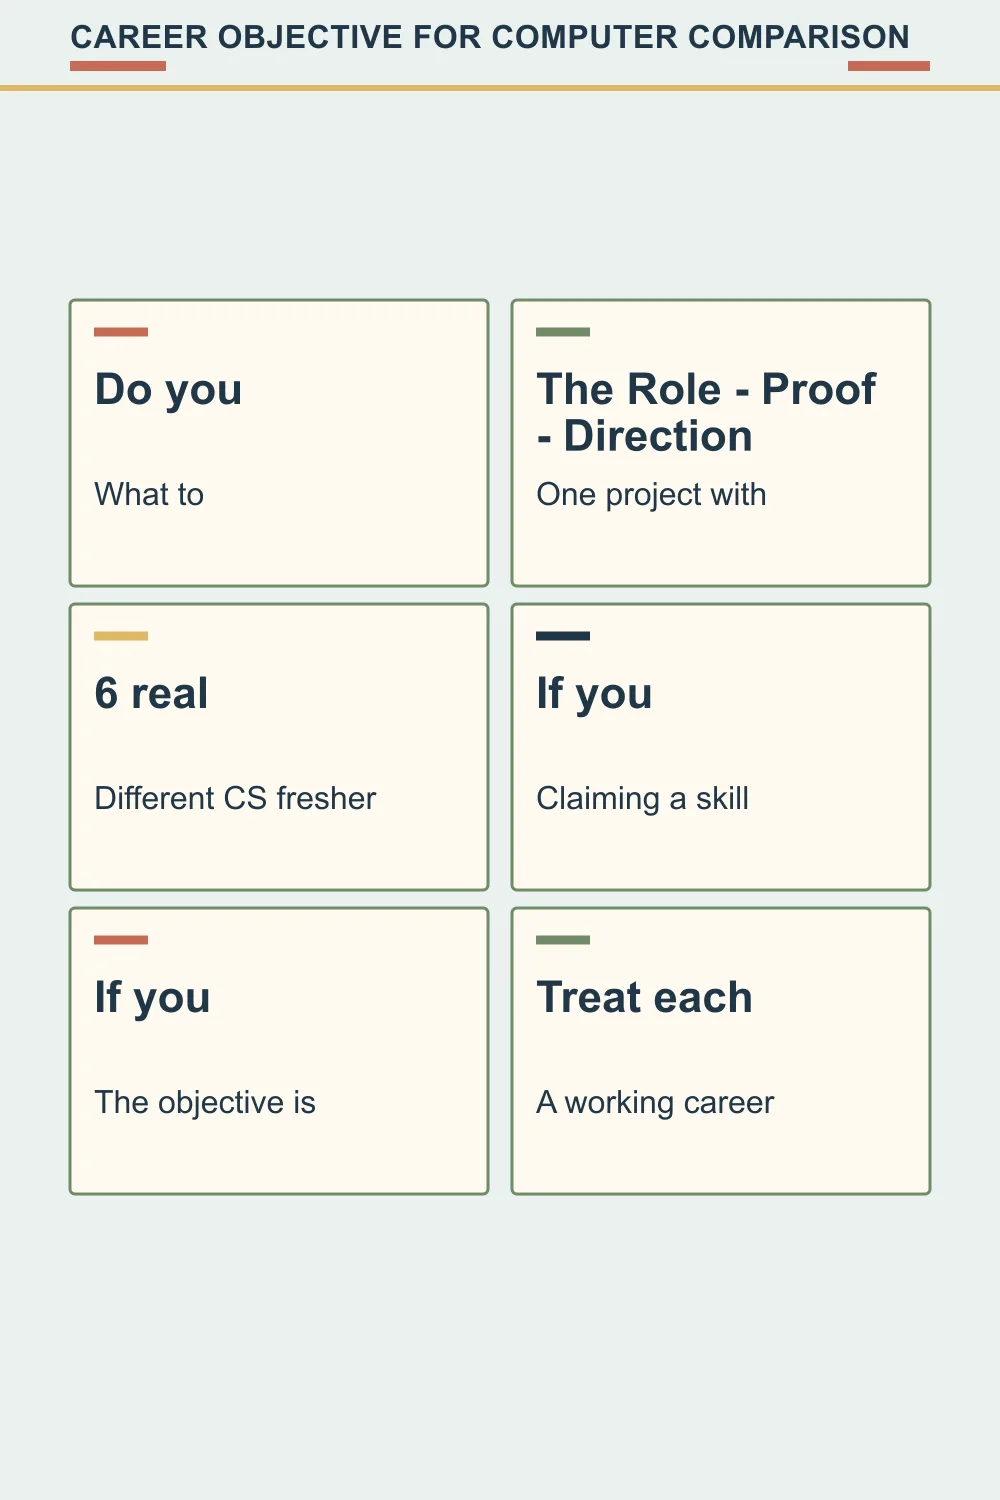 CAREER OBJECTIVE FOR COMPUTER COMPARISON
Do you
What to
The Role - Proof
- Direction
One project with
6 real
Different CS fresher
If you
Claiming a skill
If you
The objective is
Treat each
A working career